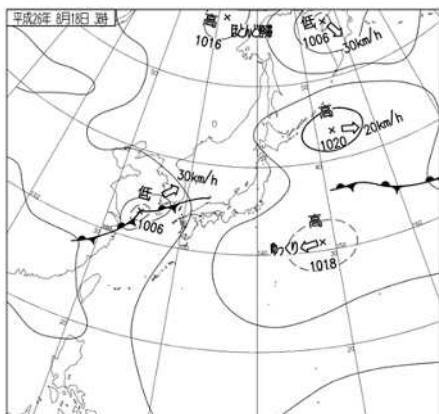 平成26年 8月18日 3時
高
1016
ほとんど停滞
低
1006
30km/h
高
1020
20km/h
30km/h
低
1006
高
ゆっくり
1018